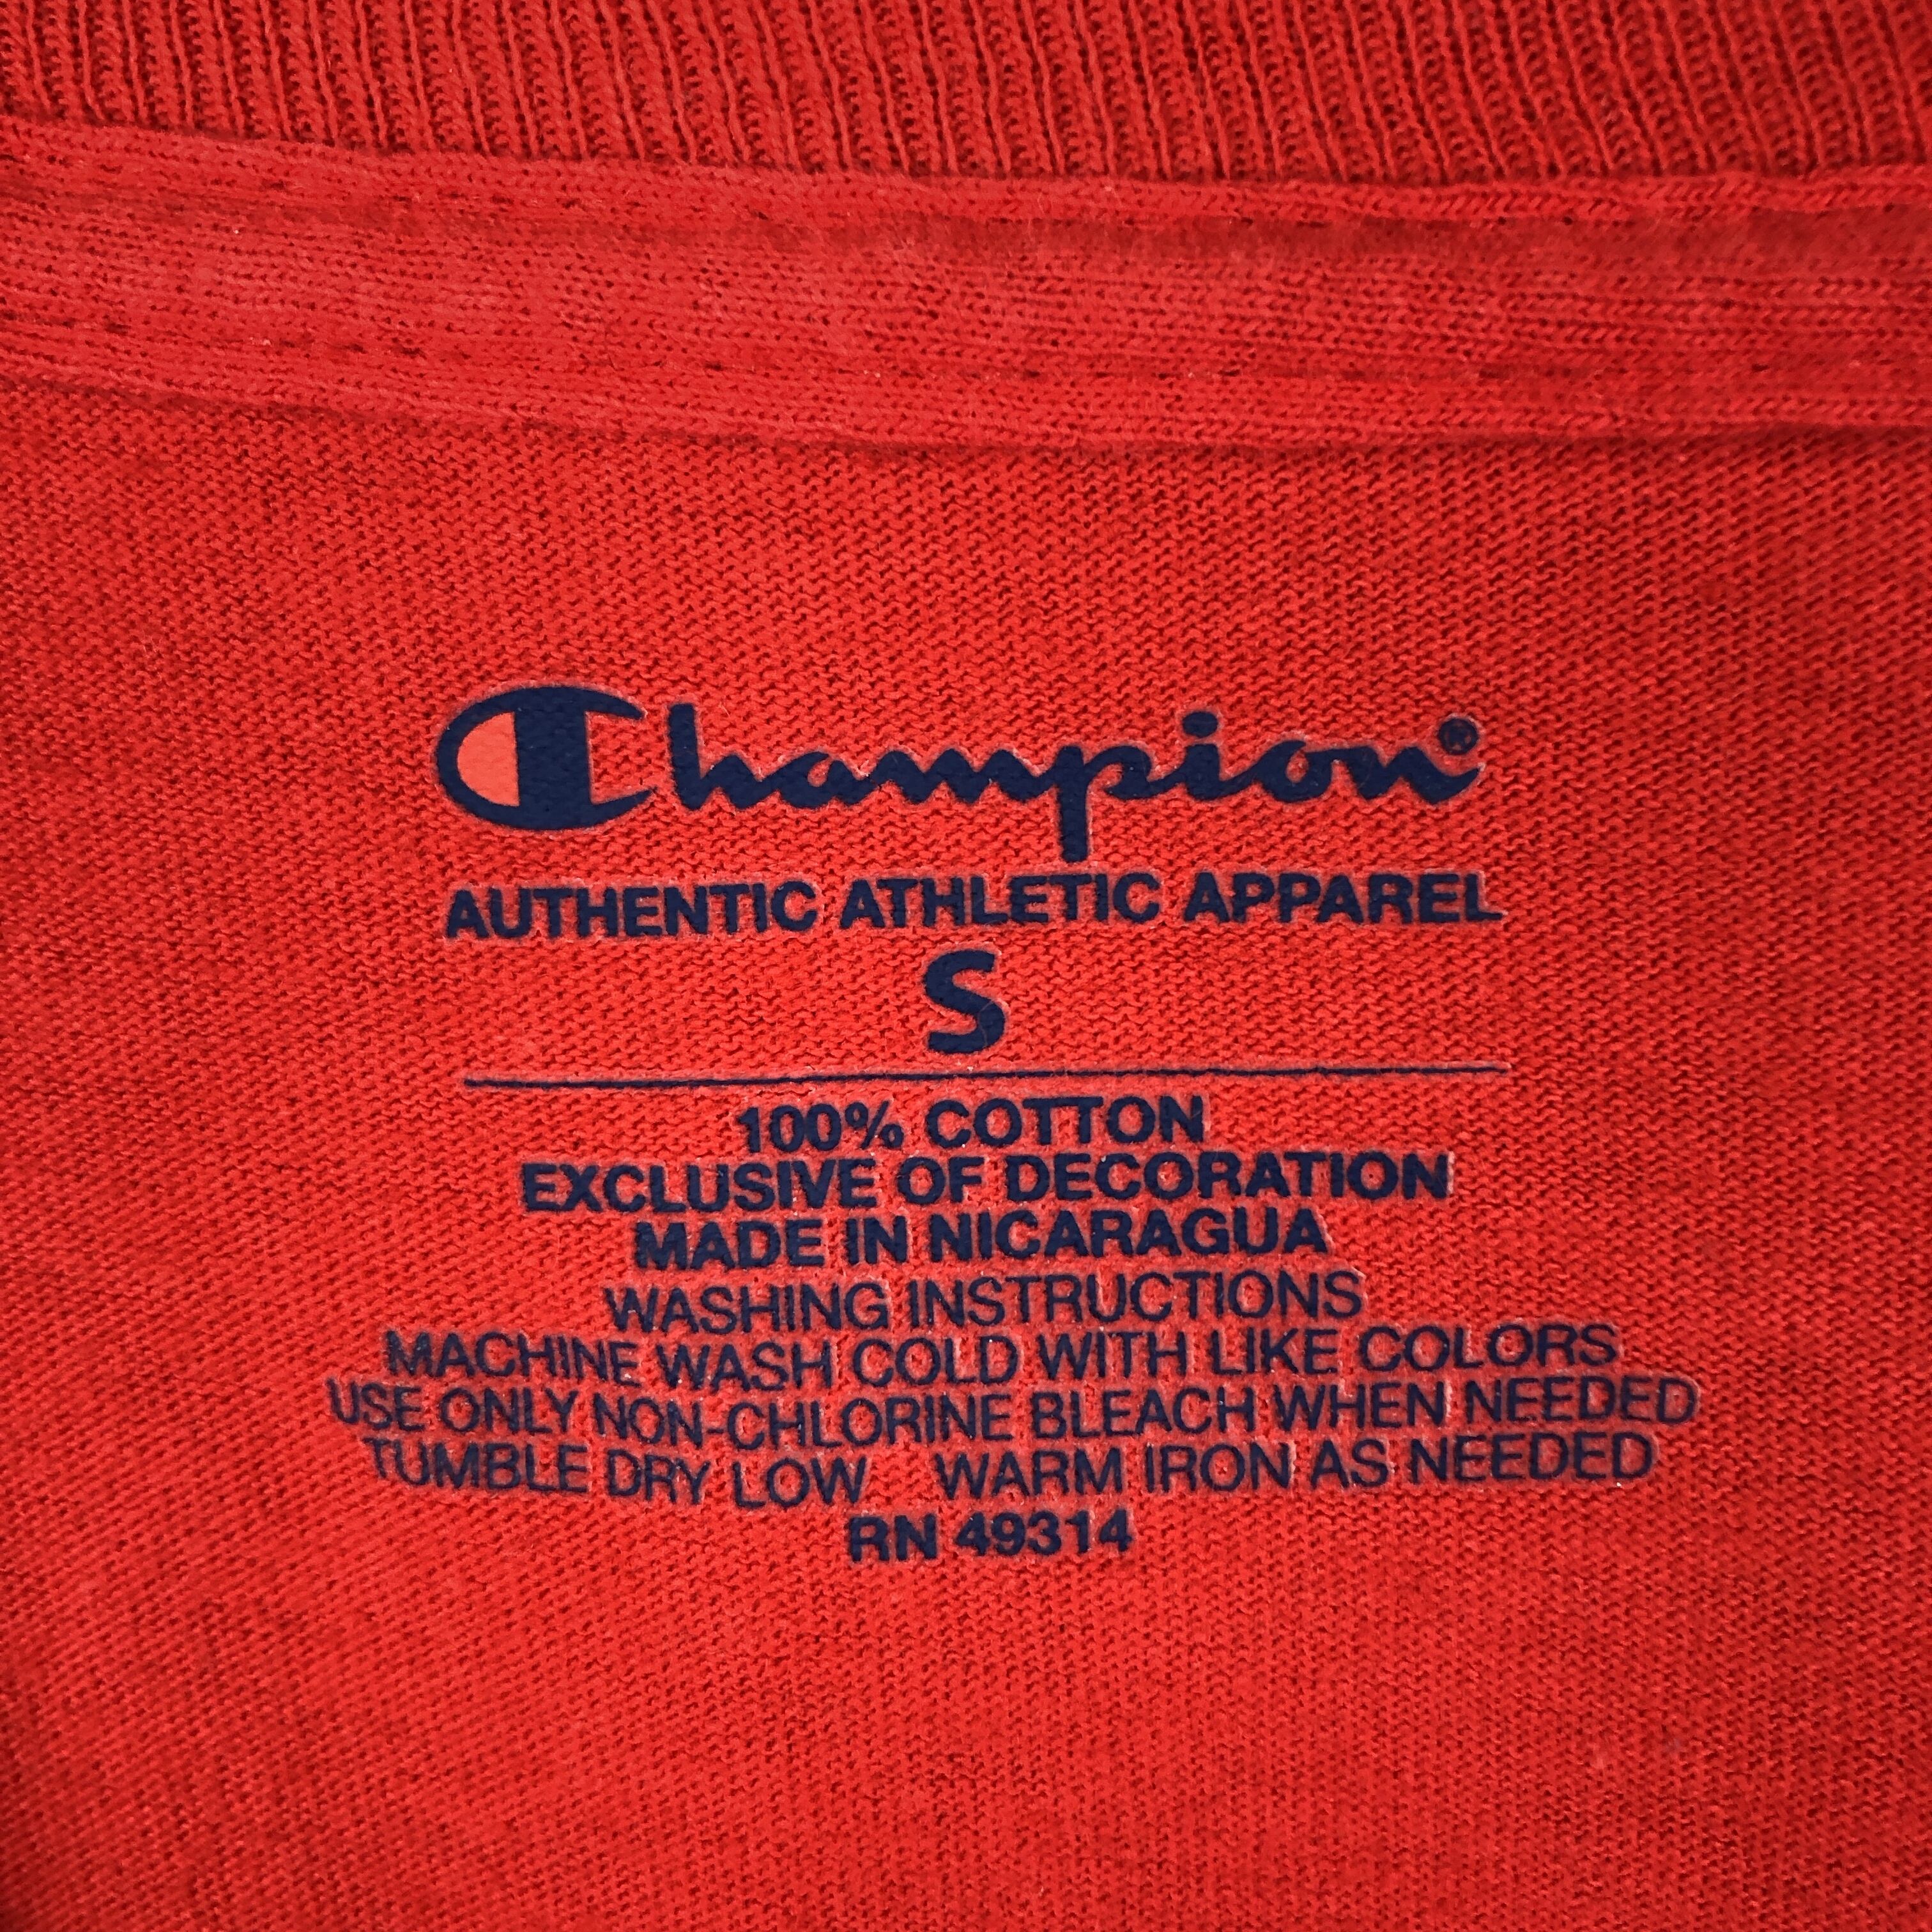 Champion®
AUTHENTIC ATHLETIC APPAREL
S
100% COTTON
EXCLUSIVE OF DECORATION
MADE IN NICARAGUA
WASHING INSTRUCTIONS
MACHINE WASH COLD WITH LIKE COLORS
USE ONLY NON-CHLORINE BLEACH WHEN NEEDED
TUMBLE DRY LOW WARM IRON AS NEEDED
RN 49314